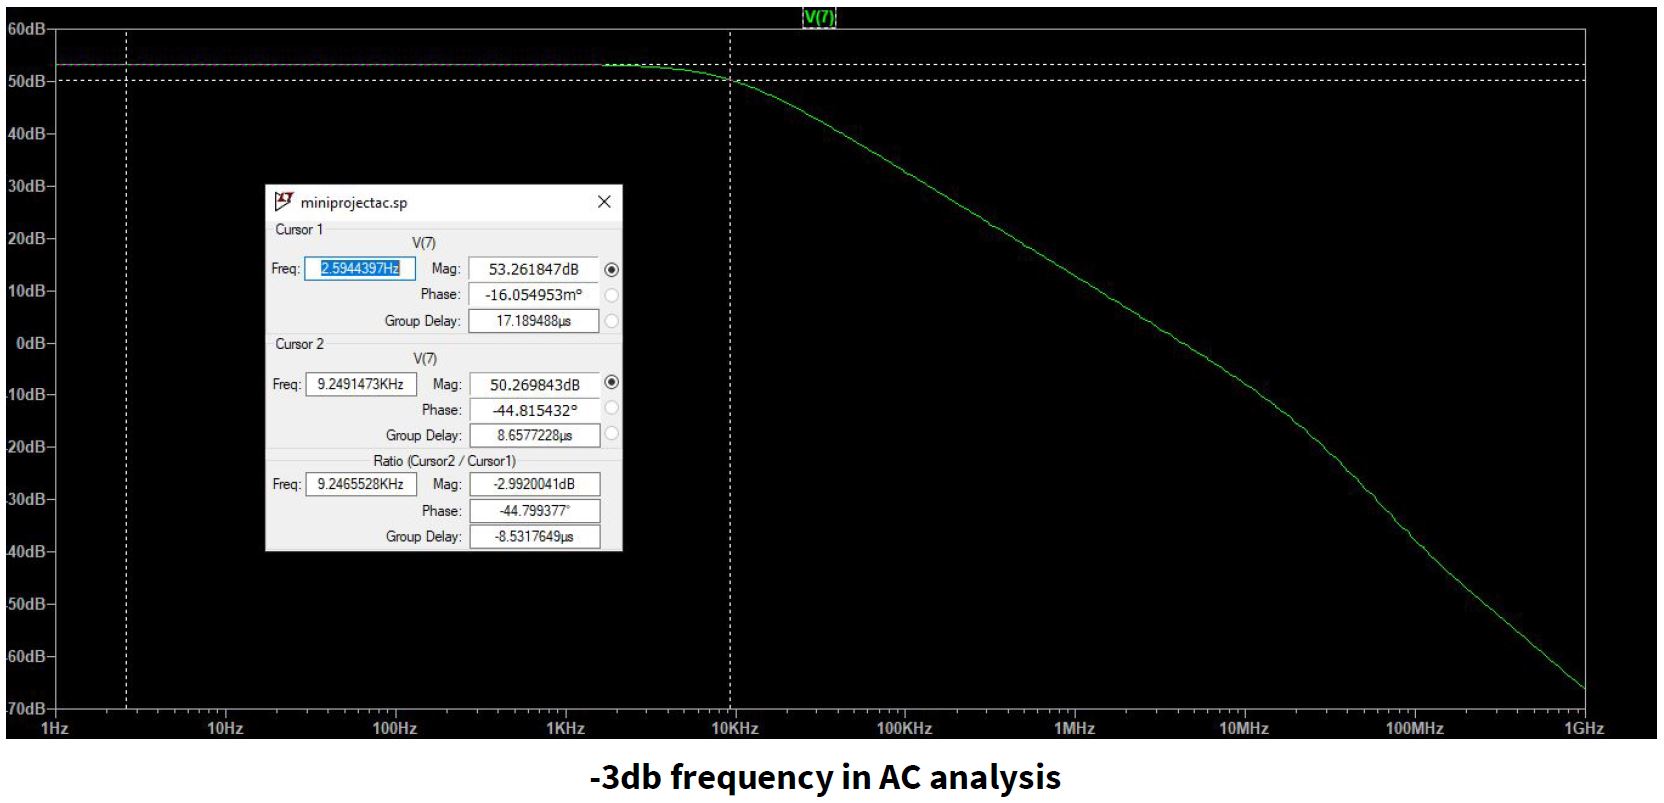 V(7)
60dB
50dB
40dB
30dB
20dB
10dB
0dB
-10dB
-20dB
-30dB
-40dB
-50dB
-60dB
-70dB
miniprojectac.sp
Cursor 1
V(7)
Freq: 2.5944397Hz Mag: 53.261847dB
Phase: -16.054953m°
Group Delay: 17.189488µs
Cursor 2
V(7)
Freq: 9.2491473KHz Mag: 50.269843dB
Phase: -44.815432°
Group Delay: 8.6577228µs
Ratio (Cursor2 / Cursor1)
Freq: 9.2465528KHz Mag: -2.9920041dB
Phase: -44.799377°
Group Delay: -8.5317649µs
1Hz 10Hz 100Hz 1KHz 10KHz 100KHz 1MHz 10MHz 100MHz 1GHz
-3db frequency in AC analysis